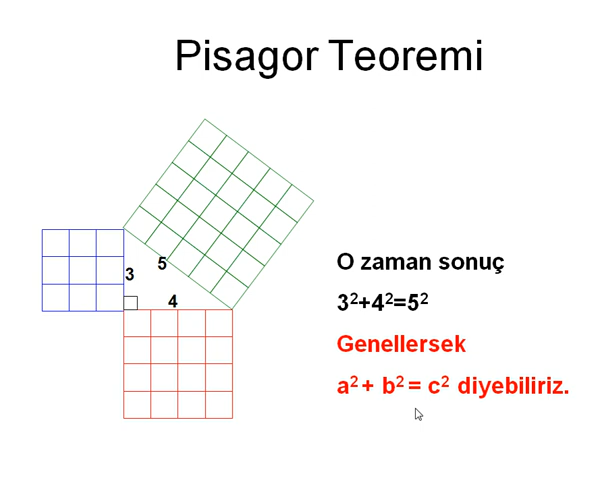 Pisagor Teoremi
5
3
4
O zaman sonuç
3²+4²=5²
Genellersek
a²+ b²= c² diyebiliriz.